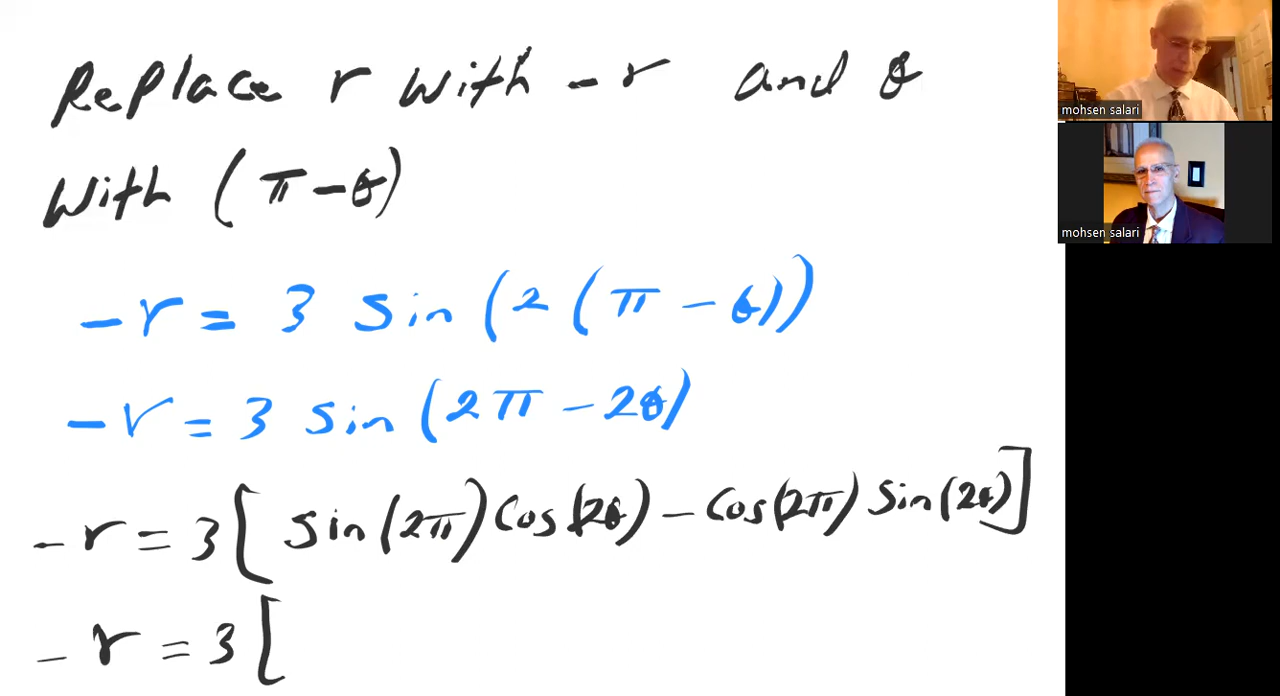 Replace r with - r and θ
with (π - θ)
- r = 3 sin (2 (π - θ))
- r = 3 sin (2π - 2θ)
- r = 3 [ sin (2π) cos (2θ) - cos (2π) sin (2θ) ]
- r = 3 [
mohsen salari
mohsen salari